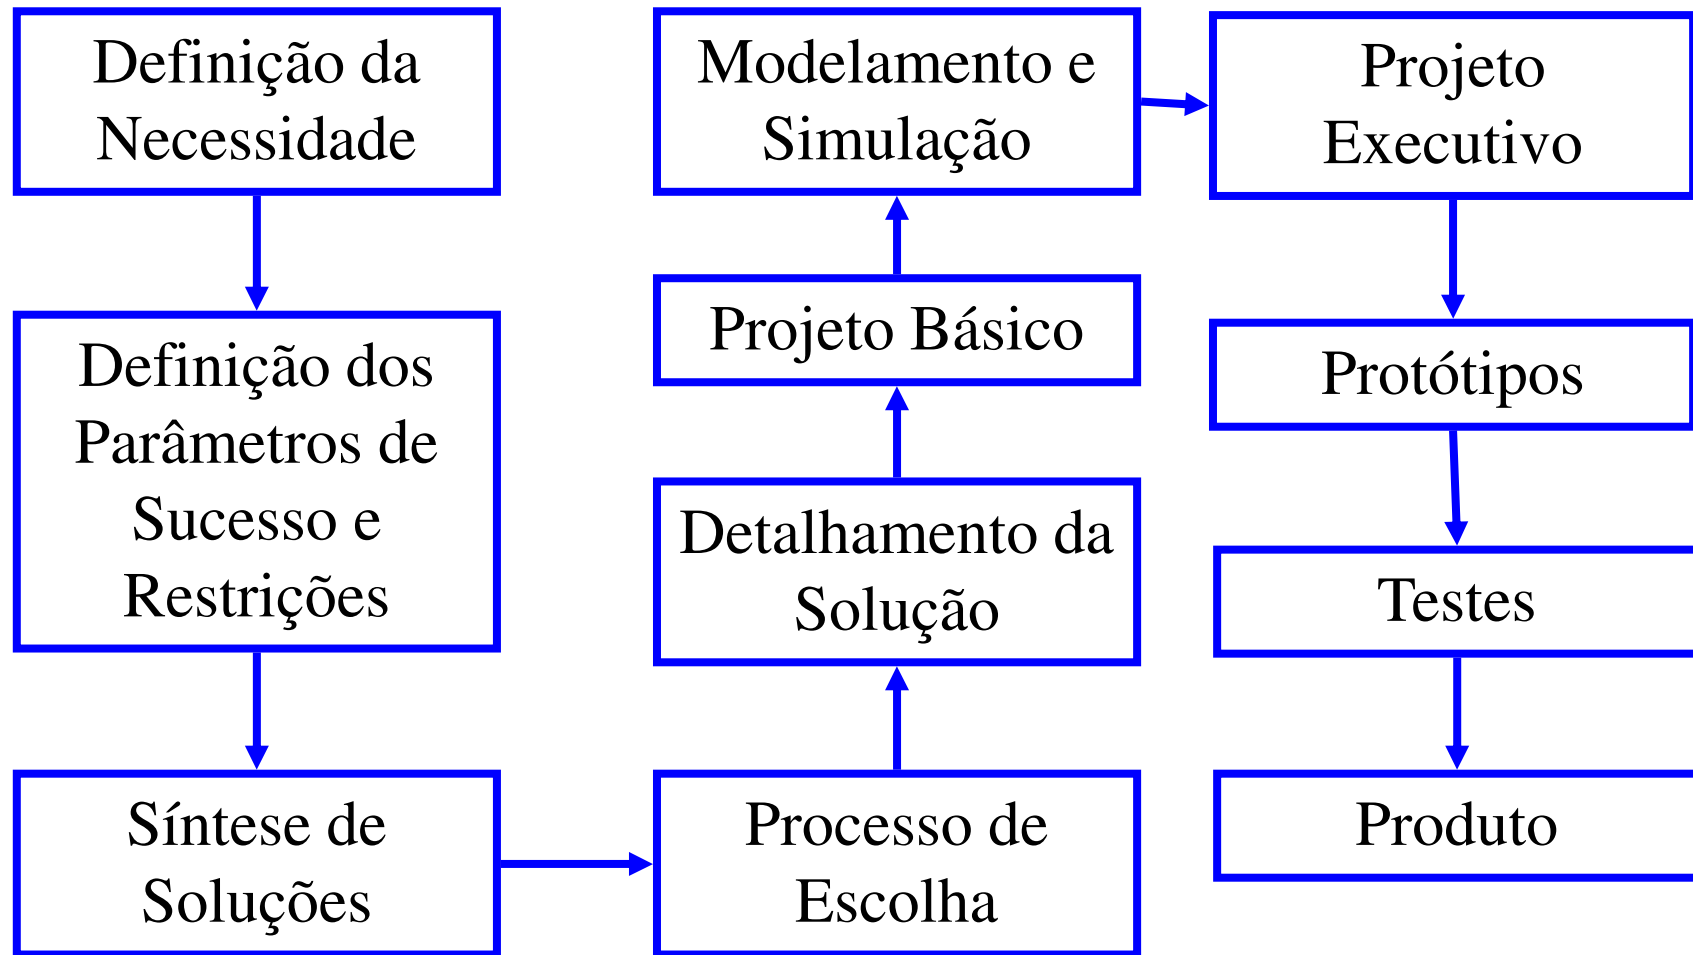 Definição da
Necessidade
Definição dos
Parâmetros de
Sucesso e
Restrições
Síntese de
Soluções
Processo de
Escolha
Detalhamento da
Solução
Projeto Básico
Modelamento e
Simulação
Projeto
Executivo
Protótipos
Testes
Produto